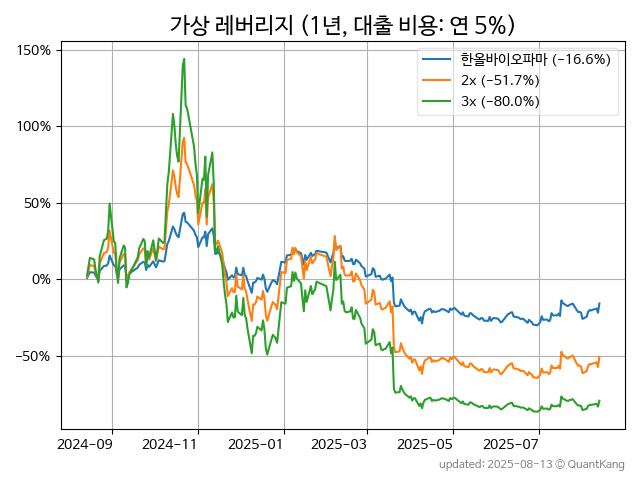 가상 레버리지 (1년, 대출 비용: 연 5%)
150%
100%
50%
0%
−50%
한올바이오파마 (−16.6%)
2x (−51.7%)
3x (−80.0%)
2024-09 2024-11 2025-01 2025-03 2025-05 2025-07
updated: 2025-08-13 © QuantKang